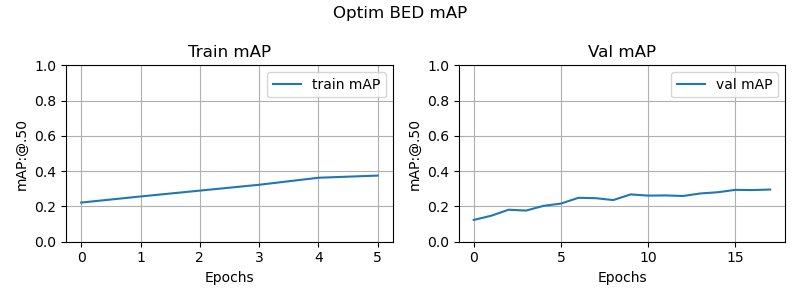 Optim BED mAP
Train mAP
1.0
0.8
0.6
0.4
0.2
0.0
mAP:@.50
train mAP
0 1 2 3 4 5
Epochs
Val mAP
1.0
0.8
0.6
0.4
0.2
0.0
mAP:@.50
val mAP
0 5 10 15
Epochs